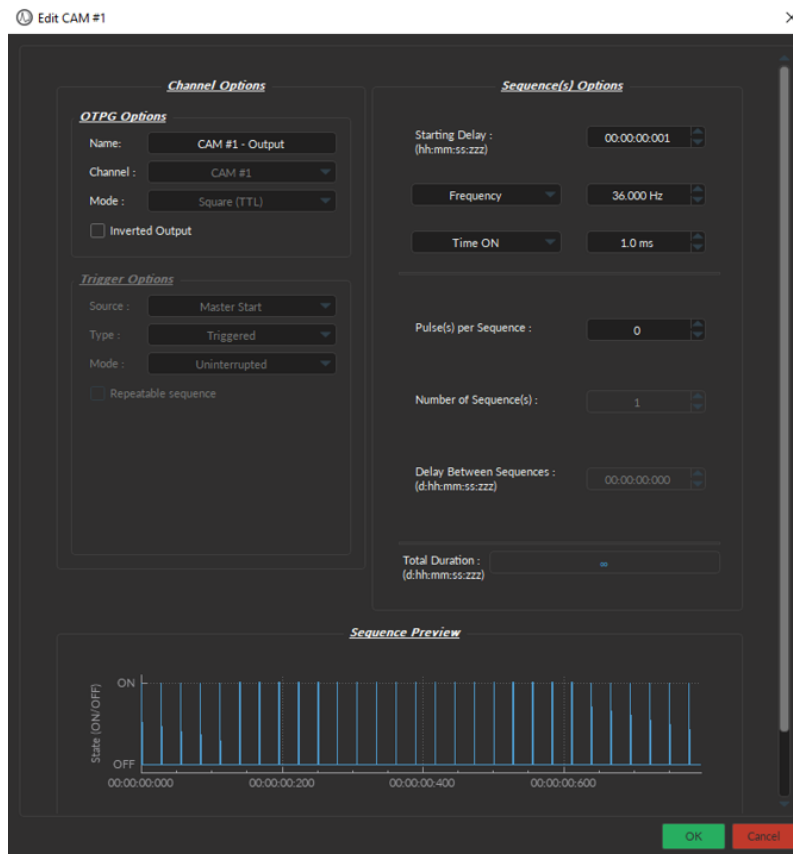 Edit CAM #1
Channel Options
OTPG Options
Name: CAM #1 - Output
Channel : CAM #1
Mode : Square (TTL)
Inverted Output
Trigger Options
Source : Master Start
Type : Triggered
Mode : Uninterrupted
Repeatable sequence
Sequence(s) Options
Starting Delay : 00:00:00:001
(hh:mm:ss:zzz)
Frequency 36.000 Hz
Time ON 1.0 ms
Pulse(s) per Sequence : 0
Number of Sequence(s) : 1
Delay Between Sequences : 00:00:00:000
(d:hh:mm:ss:zzz)
Total Duration : ∞
(d:hh:mm:ss:zzz)
Sequence Preview
State (ON/OFF)
ON
OFF
00:00:00:000 00:00:00:200 00:00:00:400 00:00:00:600
OK Cancel